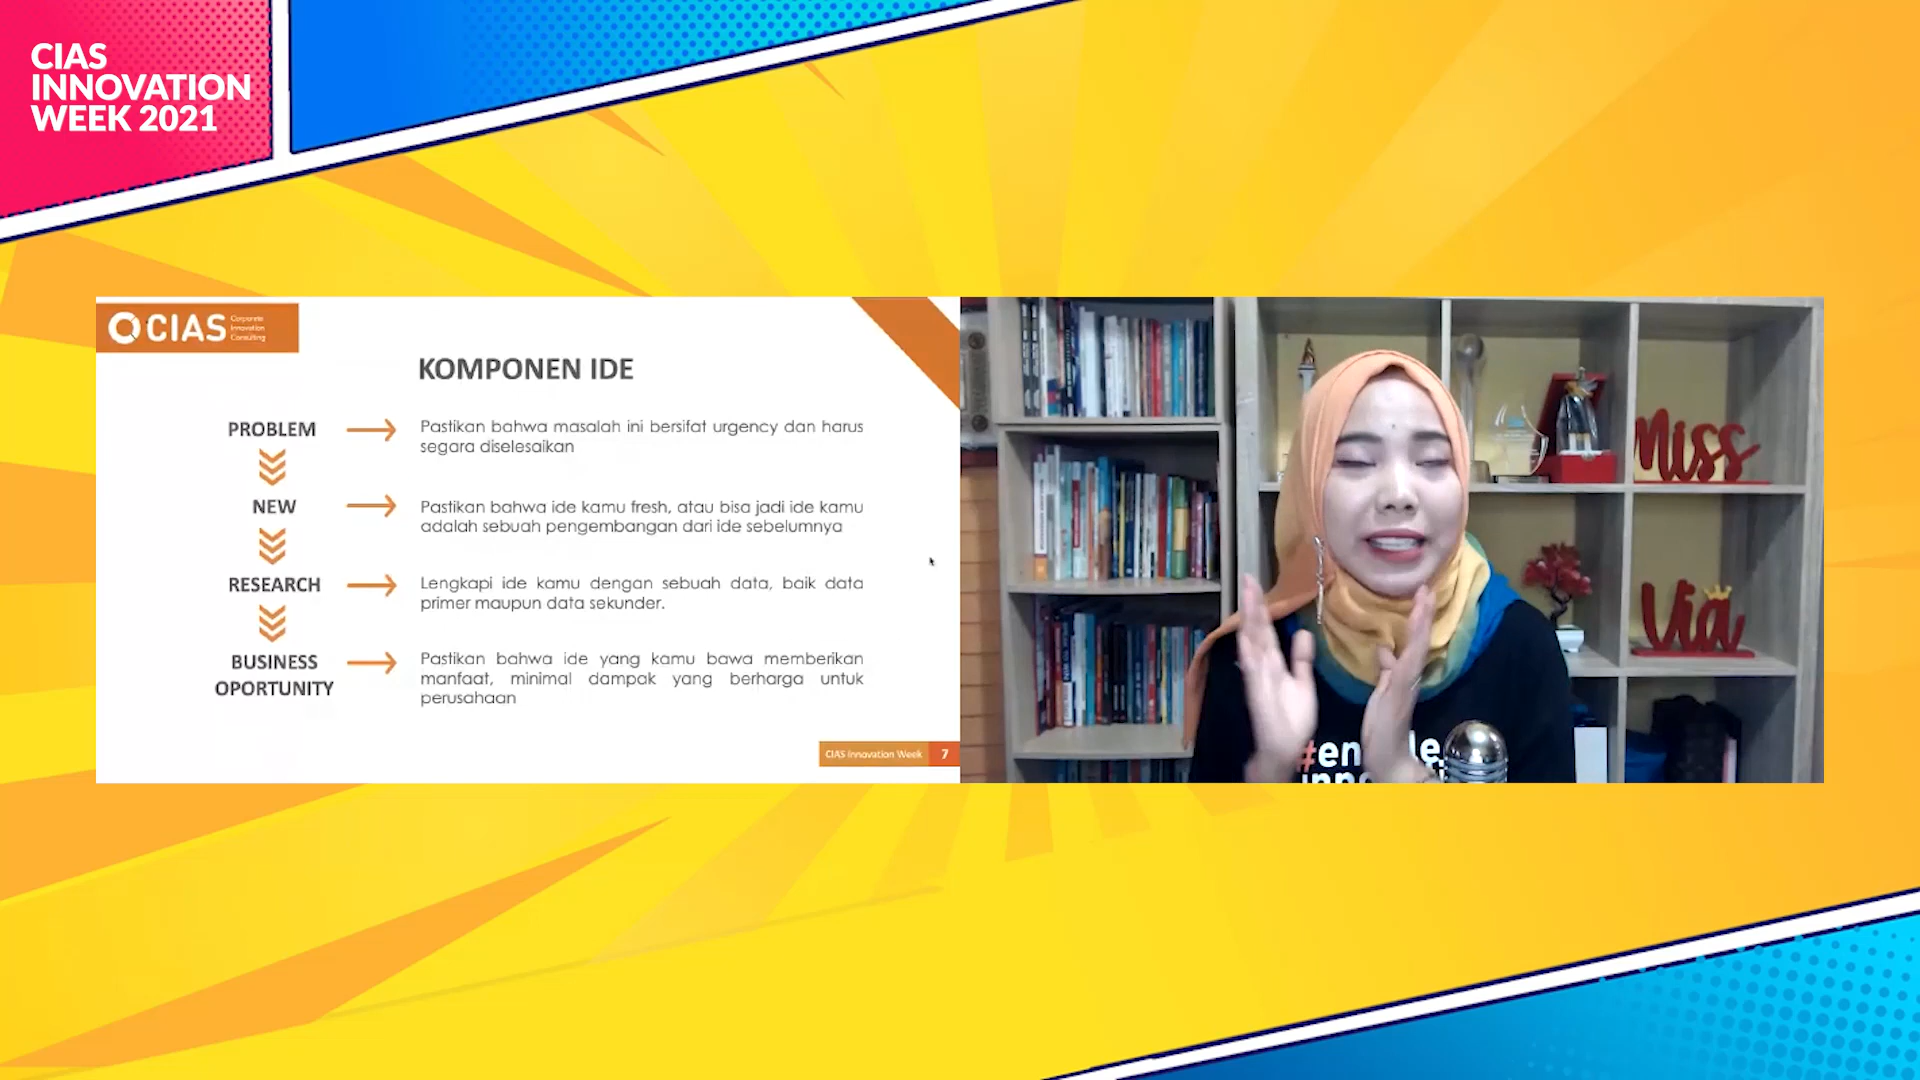 CIAS
INNOVATION
WEEK 2021
CIAS
Corporate
Innovation
Consulting
KOMPONEN IDE
PROBLEM
Pastikan bahwa masalah ini bersifat urgency dan harus
segara diselesaikan
NEW
Pastikan bahwa ide kamu fresh, atau bisa jadi ide kamu
adalah sebuah pengembangan dari ide sebelumnya
RESEARCH
Lengkapi ide kamu dengan sebuah data, baik data
primer maupun data sekunder.
BUSINESS
OPORTUNITY
Pastikan bahwa ide yang kamu bawa memberikan
manfaat, minimal dampak yang berharga untuk
perusahaan
CIAS Innovation Week 7
Miss
Via